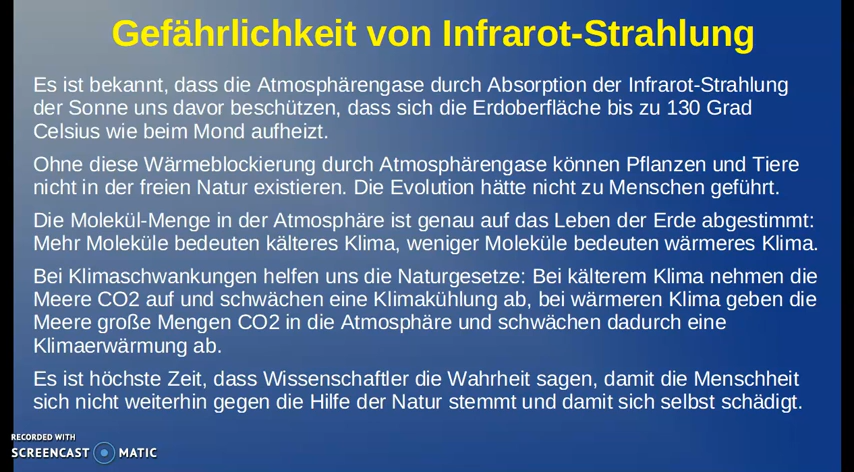 Gefährlichkeit von Infrarot-Strahlung
Es ist bekannt, dass die Atmosphärengase durch Absorption der Infrarot-Strahlung
der Sonne uns davor beschützen, dass sich die Erdoberfläche bis zu 130 Grad
Celsius wie beim Mond aufheizt.
Ohne diese Wärmeblockierung durch Atmosphärengase können Pflanzen und Tiere
nicht in der freien Natur existieren. Die Evolution hätte nicht zu Menschen geführt.
Die Molekül-Menge in der Atmosphäre ist genau auf das Leben der Erde abgestimmt:
Mehr Moleküle bedeuten kälteres Klima, weniger Moleküle bedeuten wärmeres Klima.
Bei Klimaschwankungen helfen uns die Naturgesetze: Bei kälterem Klima nehmen die
Meere CO2 auf und schwächen eine Klimakühlung ab, bei wärmeren Klima geben die
Meere große Mengen CO2 in die Atmosphäre und schwächen dadurch eine
Klimaerwärmung ab.
Es ist höchste Zeit, dass Wissenschaftler die Wahrheit sagen, damit die Menschheit
sich nicht weiterhin gegen die Hilfe der Natur stemmt und damit sich selbst schädigt.
RECORDED WITH
SCREENCAST MATIC